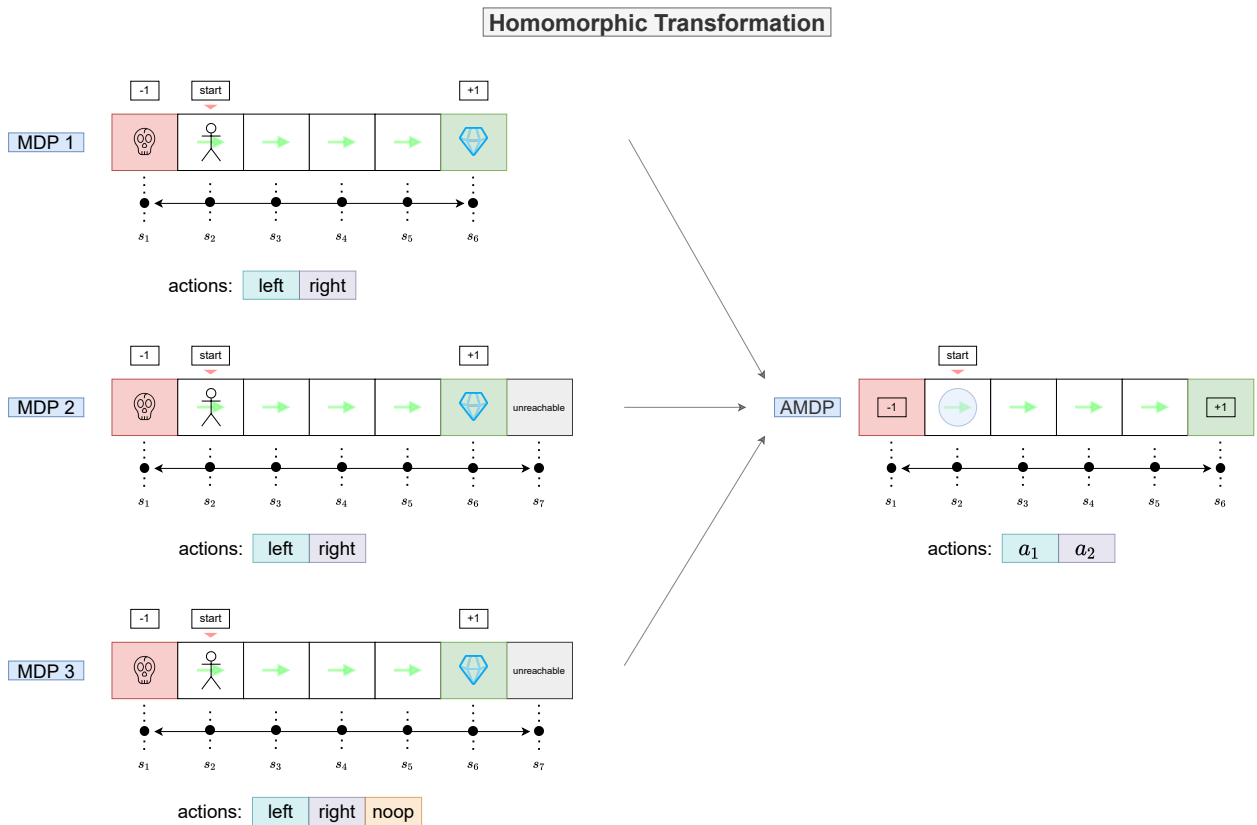 Homomorphic Transformation
-1 start +1
MDP 1
s₁ s₂ s₃ s₄ s₅ s₆
actions: left right
-1 start +1
MDP 2 unreachable
s₁ s₂ s₃ s₄ s₅ s₆ s₇
actions: left right
start
AMDP -1 +1
s₁ s₂ s₃ s₄ s₅ s₆
actions: a₁ a₂
-1 start +1
MDP 3 unreachable
s₁ s₂ s₃ s₄ s₅ s₆ s₇
actions: left right noop